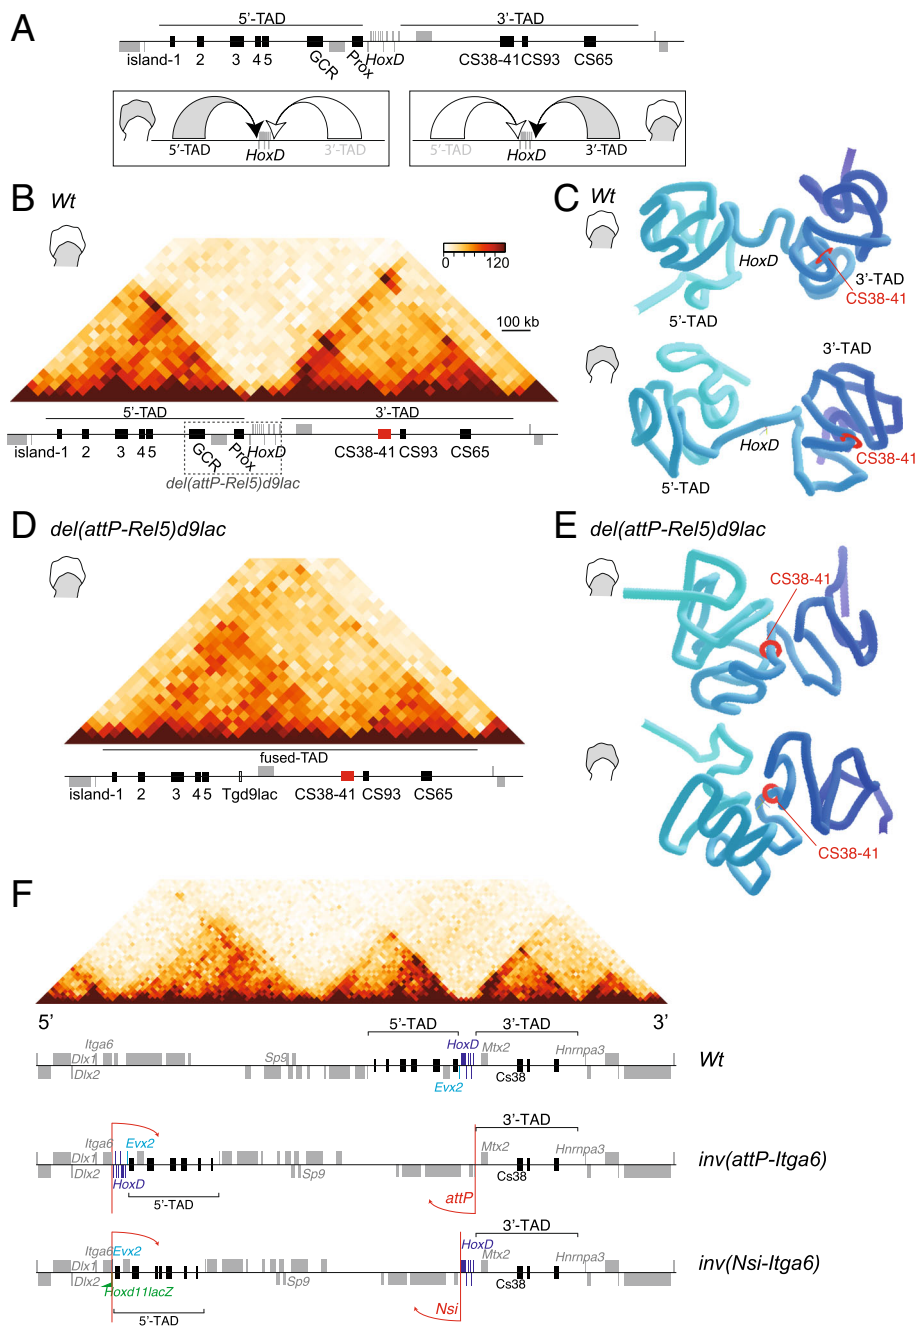 A
5'-TAD 3'-TAD
island-1 2 3 4 5 GCR Prox HoxD CS38-41 CS93 CS65
5'-TAD HoxD 3'-TAD
5'-TAD HoxD 3'-TAD
B Wt
0 120
100 kb
5'-TAD 3'-TAD
island-1 2 3 4 5 GCR Prox HoxD CS38-41 CS93 CS65
del(attP-Rel5)d9lac
C Wt
HoxD
3'-TAD
CS38-41
5'-TAD
3'-TAD
HoxD
CS38-41
5'-TAD
D del(attP-Rel5)d9lac
fused-TAD
island-1 2 3 4 5 Tgd9lac CS38-41 CS93 CS65
E del(attP-Rel5)d9lac
CS38-41
CS38-41
F
5' 3'
5'-TAD 3'-TAD
Itga6 HoxD
Dlx1 Sp9 Mtx2 Hnrnpa3 Wt
Dlx2 Evx2 Cs38
3'-TAD
Itga6 Evx2 Mtx2 Hnrnpa3
Dlx1 inv(attP-Itga6)
Dlx2 HoxD Sp9 Cs38
5'-TAD attP
3'-TAD
HoxD
Itga6 Evx2 Mtx2 Hnrnpa3
Dlx1 inv(Nsi-Itga6)
Dlx2 Sp9 Cs38
Hoxd11lacZ
Nsi
5'-TAD